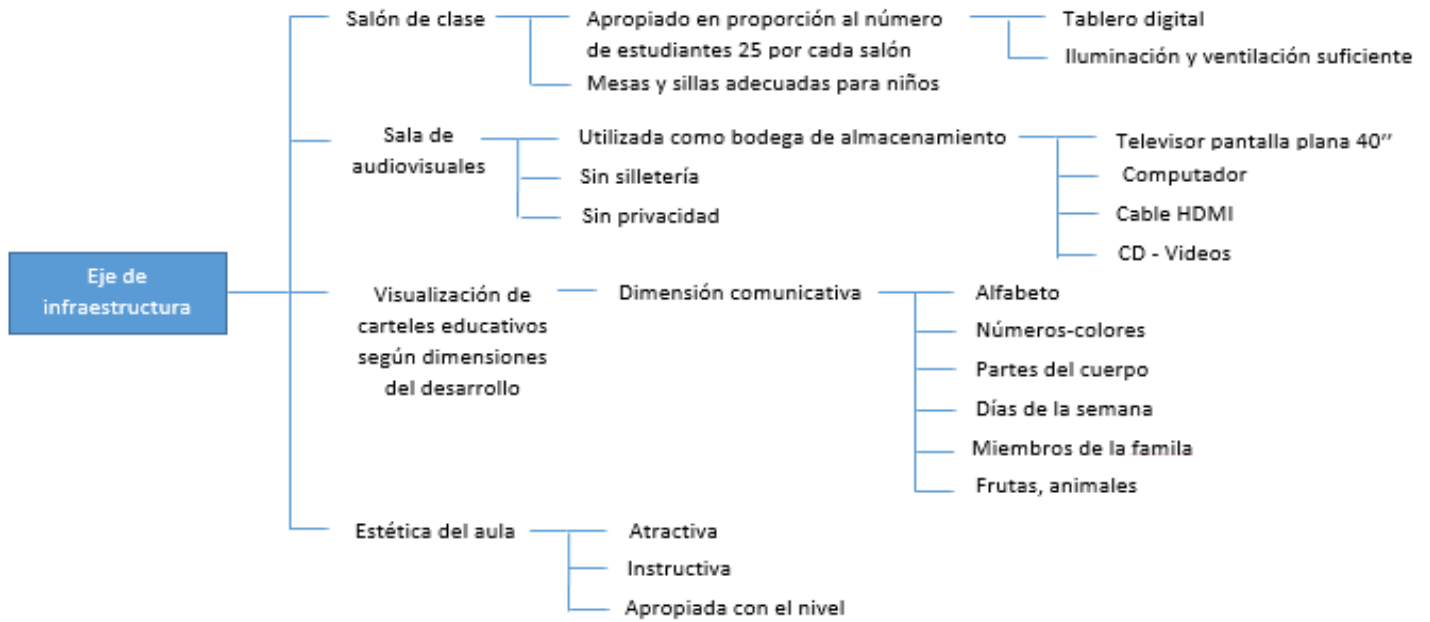 Eje de
infraestructura
Salón de clase
Apropiado en proporción al número
de estudiantes 25 por cada salón
Mesas y sillas adecuadas para niños
Tablero digital
Iluminación y ventilación suficiente
Sala de
audiovisuales
Utilizada como bodega de almacenamiento
Sin silletería
Sin privacidad
Televisor pantalla plana 40’’
Computador
Cable HDMI
CD - Videos
Visualización de
carteles educativos
según dimensiones
del desarrollo
Dimensión comunicativa
Alfabeto
Números-colores
Partes del cuerpo
Días de la semana
Miembros de la famila
Frutas, animales
Estética del aula
Atractiva
Instructiva
Apropiada con el nivel